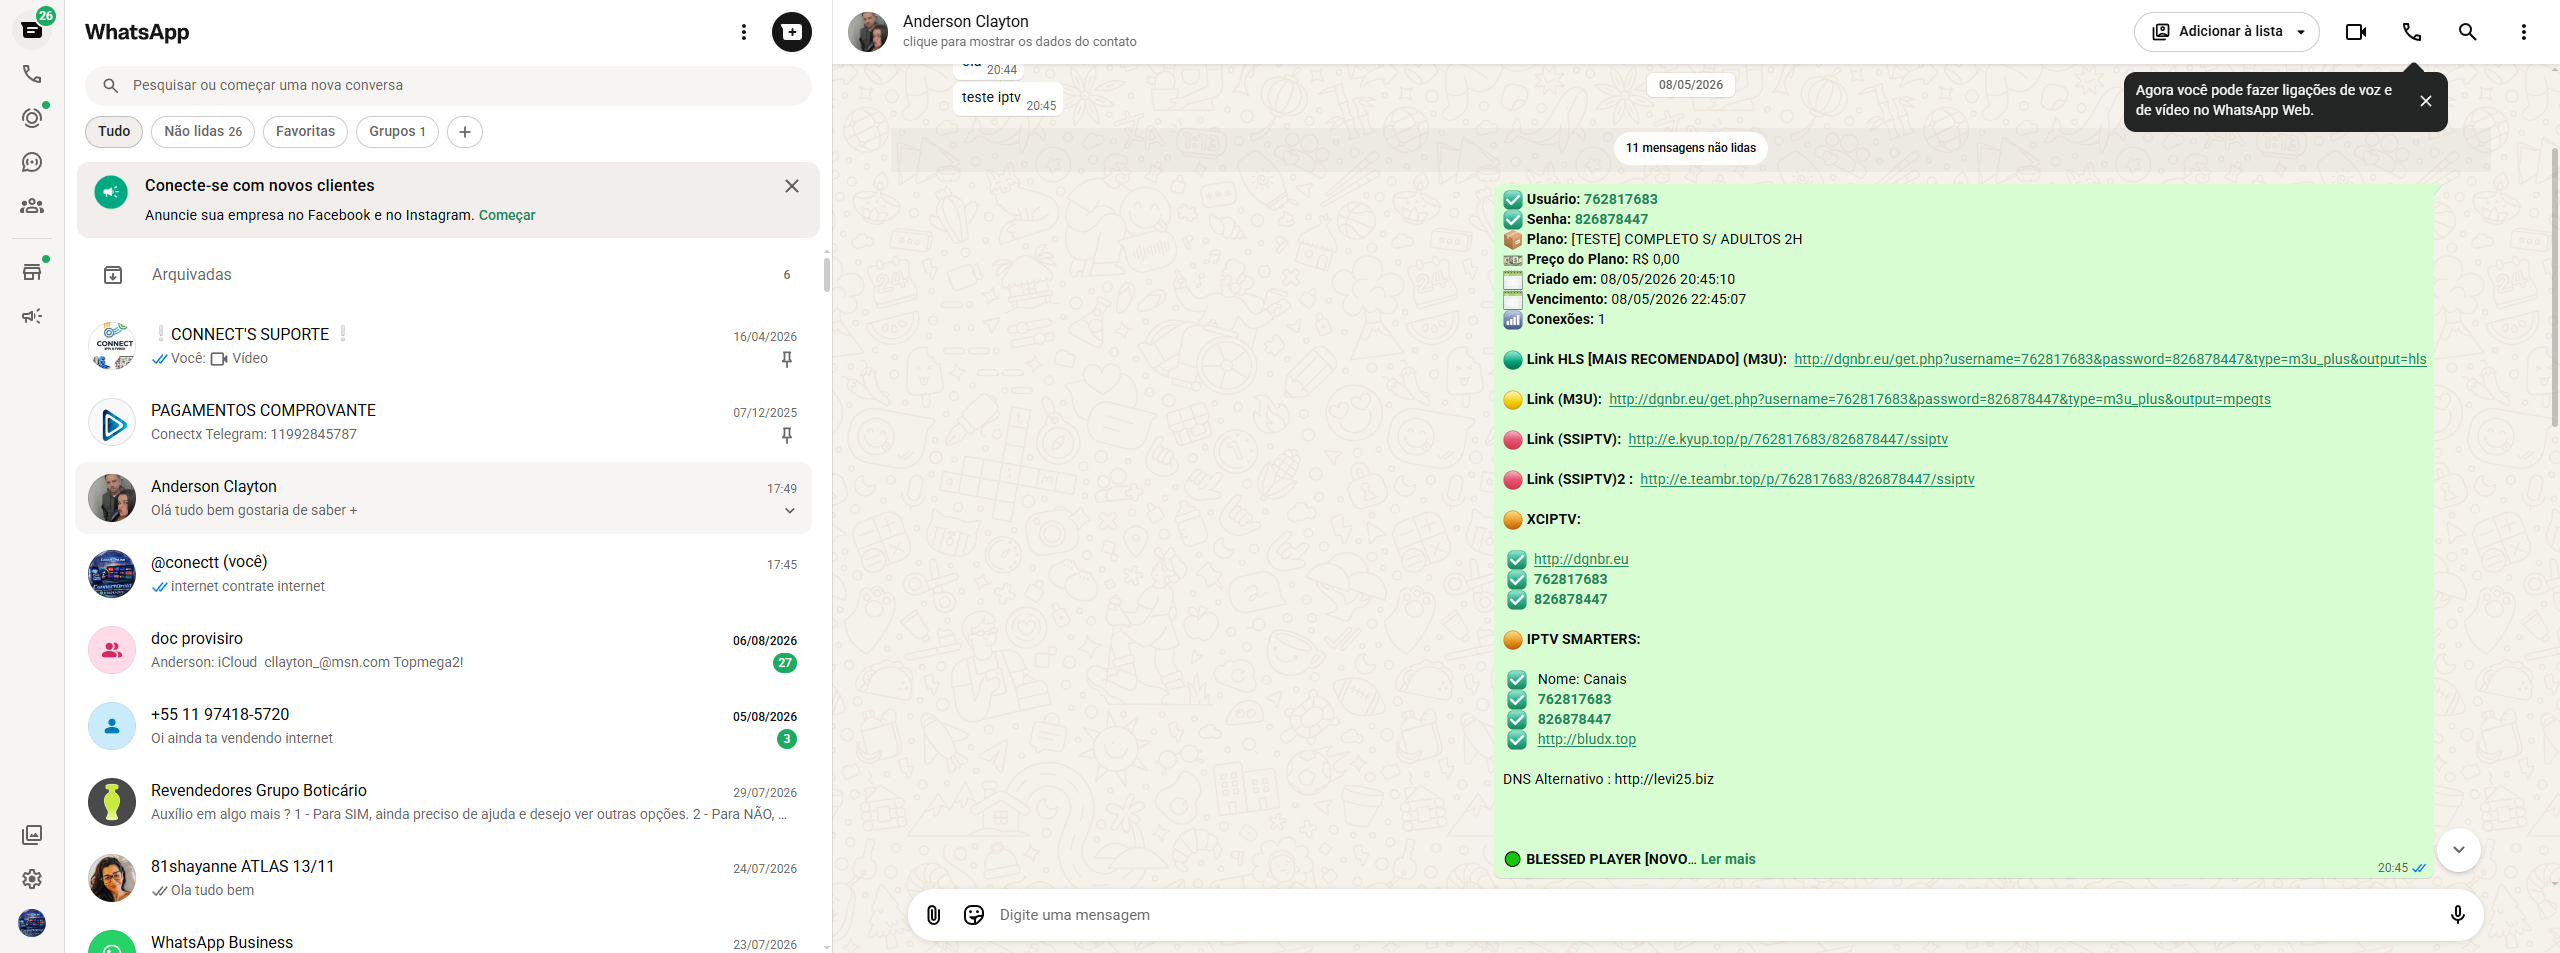 26
WhatsApp
Pesquisar ou começar uma nova conversa
Tudo
Não lidas 26
Favoritas
Grupos 1
Conecte-se com novos clientes
Anuncie sua empresa no Facebook e no Instagram. Começar
Arquivadas 6
❕CONNECT'S SUPORTE❕ 16/04/2026
Você: Vídeo
PAGAMENTOS COMPROVANTE 07/12/2025
Conectx Telegram: 11992845787
Anderson Clayton 17:49
Olá tudo bem gostaria de saber +
@conectt (você) 17:45
internet contrate internet
doc provisiro 06/08/2026
Anderson: iCloud cllayton_@msn.com Topmega2! 27
+55 11 97418-5720 05/08/2026
Oi ainda ta vendendo internet 3
Revendedores Grupo Boticário 29/07/2026
Auxílio em algo mais ? 1 - Para SIM, ainda preciso de ajuda e desejo ver outras opções. 2 - Para NÃO, ...
81shayanne ATLAS 13/11 24/07/2026
Ola tudo bem
WhatsApp Business 23/07/2026
Anderson Clayton
clique para mostrar os dados do contato
Adicionar à lista
Agora você pode fazer ligações de voz e
de vídeo no WhatsApp Web.
20:44
08/05/2026
teste iptv 20:45
11 mensagens não lidas
✅ Usuário: 762817683
✅ Senha: 826878447
📦 Plano: [TESTE] COMPLETO S/ ADULTOS 2H
💵 Preço do Plano: R$ 0,00
🗓️ Criado em: 08/05/2026 20:45:10
🗓️ Vencimento: 08/05/2026 22:45:07
📶 Conexões: 1
🟢 Link HLS [MAIS RECOMENDADO] (M3U): http://dgnbr.eu/get.php?username=762817683&password=826878447&type=m3u_plus&output=hls
🟡 Link (M3U): http://dgnbr.eu/get.php?username=762817683&password=826878447&type=m3u_plus&output=mpegts
🔴 Link (SSIPTV): http://e.kyup.top/p/762817683/826878447/ssiptv
🔴 Link (SSIPTV)2 : http://e.teambr.top/p/762817683/826878447/ssiptv
🟠 XCIPTV:
✅ http://dgnbr.eu
✅ 762817683
✅ 826878447
🟠 IPTV SMARTERS:
✅ Nome: Canais
✅ 762817683
✅ 826878447
✅ http://bludx.top
DNS Alternativo : http://levi25.biz
🟢 BLESSED PLAYER [NOVO... Ler mais
20:45
Digite uma mensagem